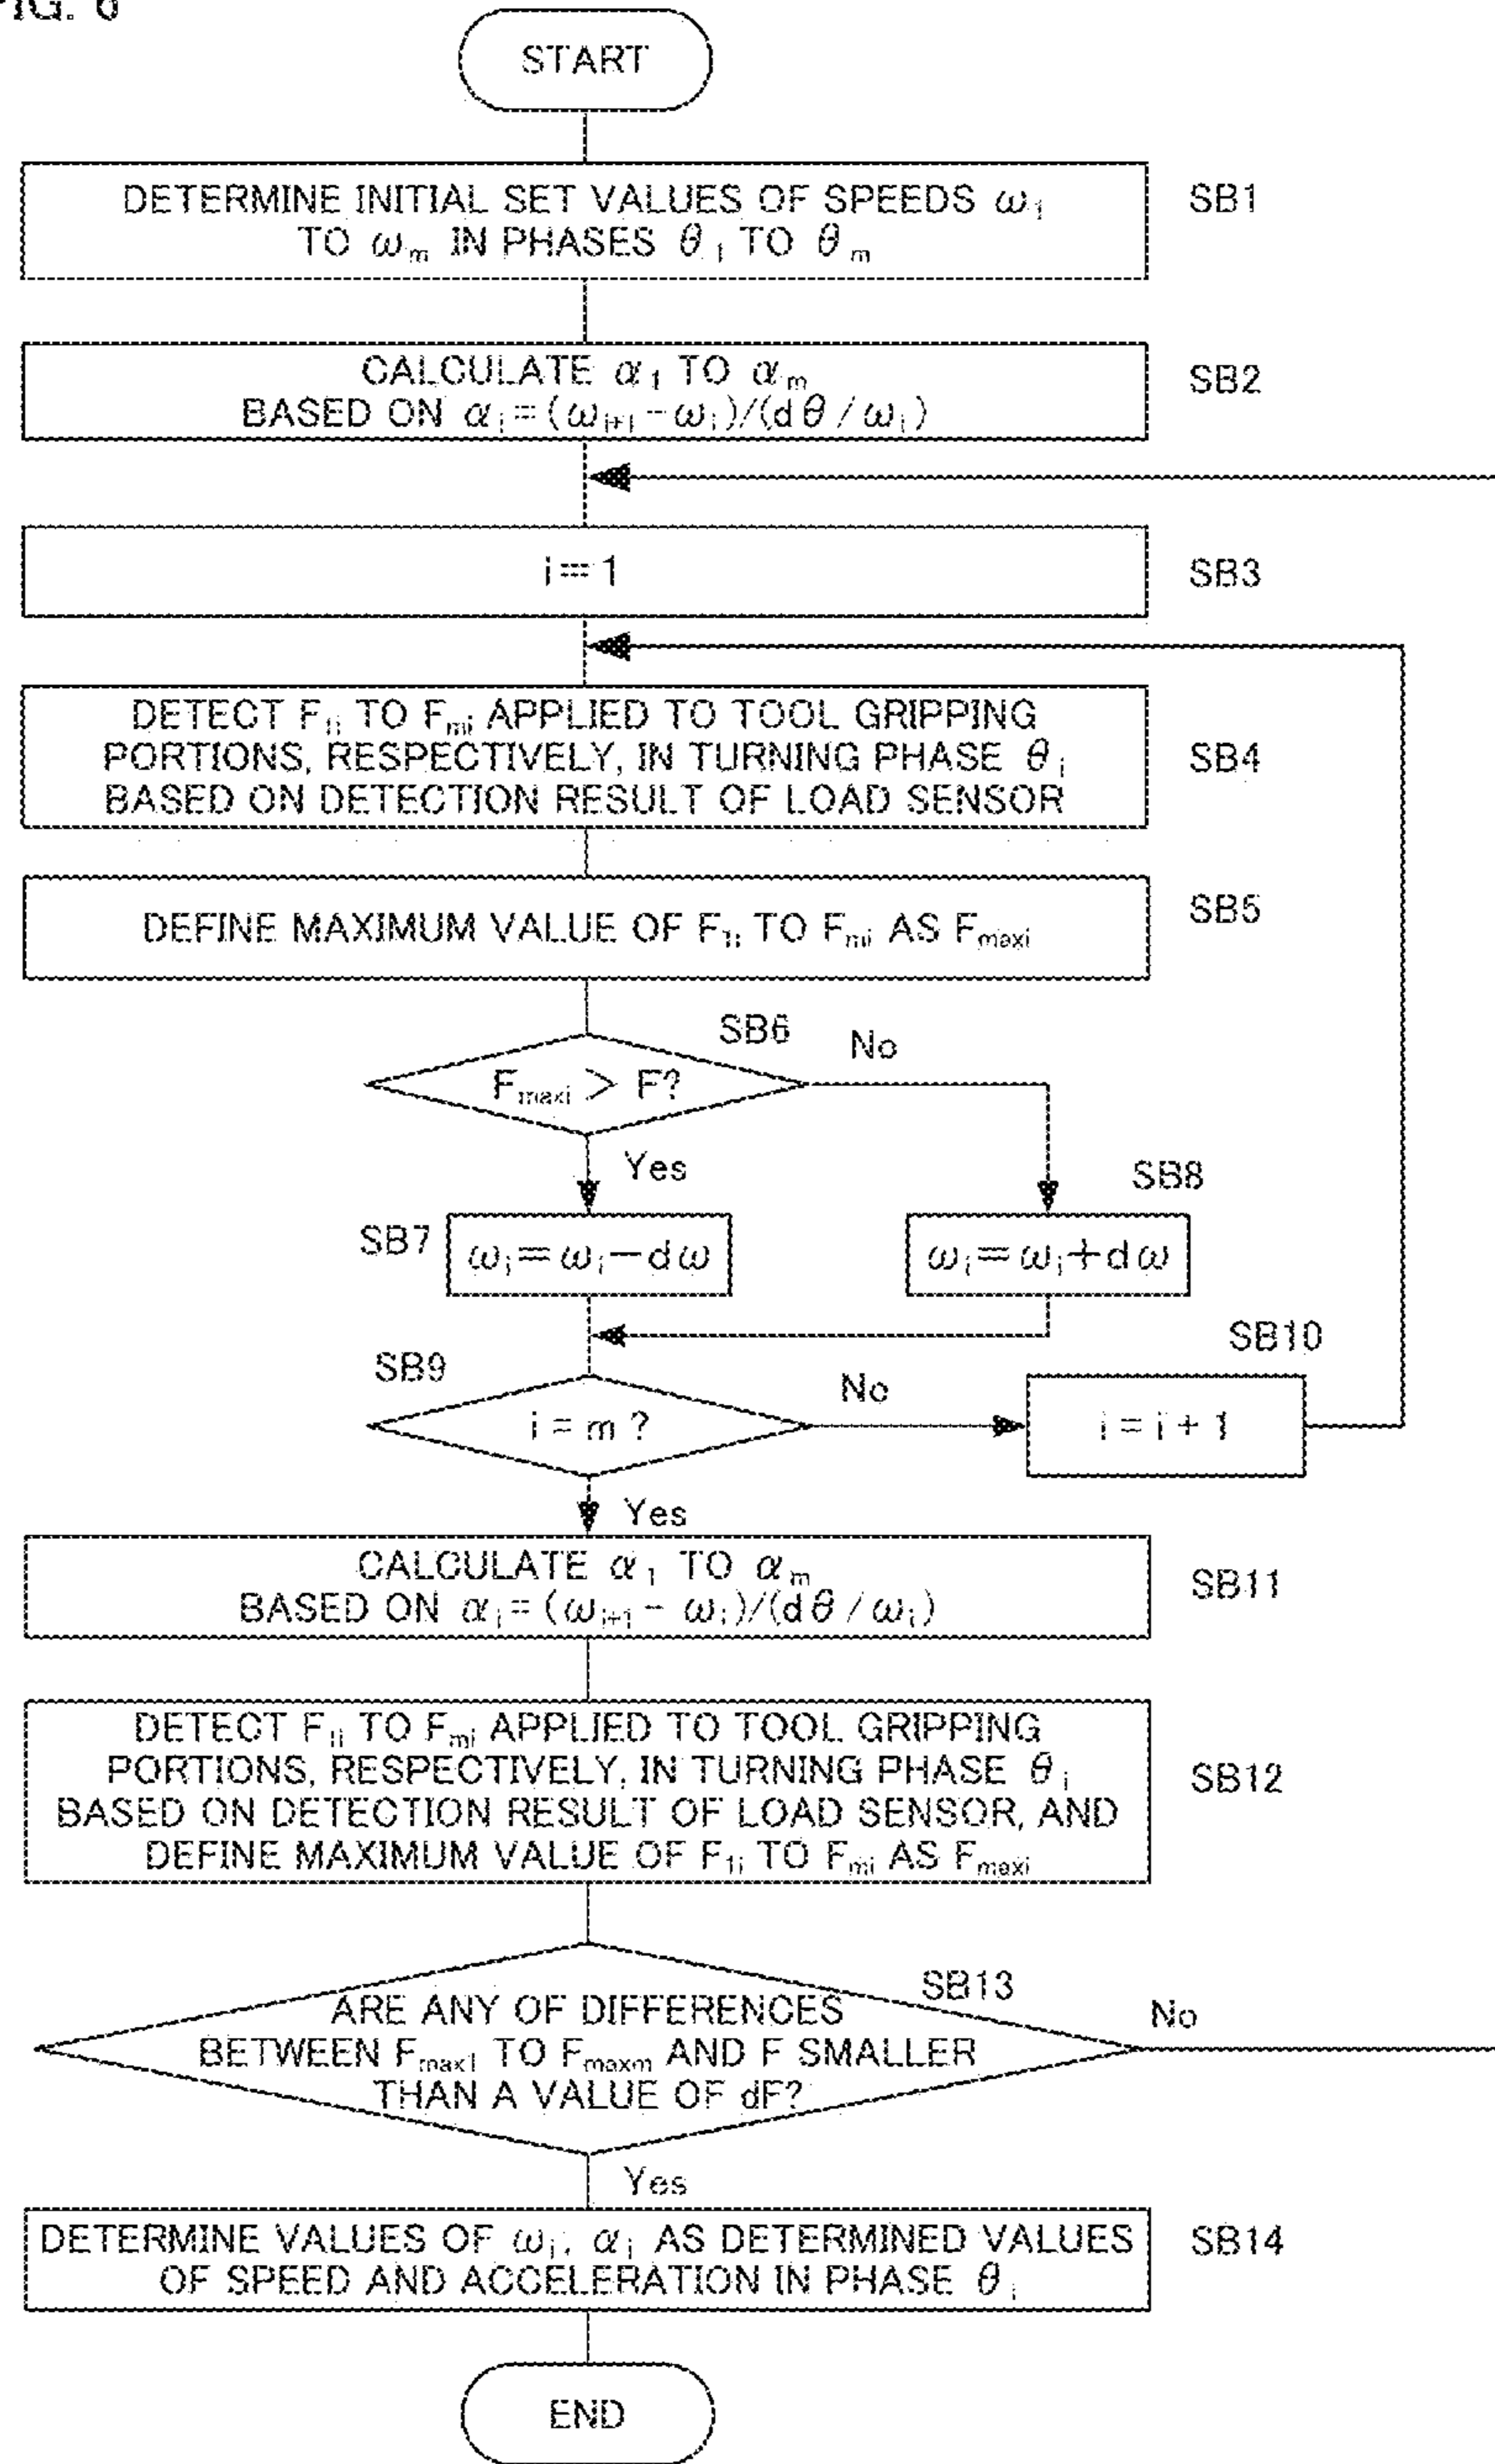 FIG. 6
START
DETERMINE INITIAL SET VALUES OF SPEEDS ω₁
TO ωₘ IN PHASES θ₁ TO θₘ
SB1
CALCULATE α₁ TO αₘ
BASED ON αᵢ=(ωᵢ₊₁-ωᵢ)/(dθ/ωᵢ)
SB2
i=1
SB3
DETECT F₁ᵢ TO Fₘᵢ APPLIED TO TOOL GRIPPING
PORTIONS, RESPECTIVELY, IN TURNING PHASE θᵢ
BASED ON DETECTION RESULT OF LOAD SENSOR
SB4
DEFINE MAXIMUM VALUE OF F₁ᵢ TO Fₘᵢ AS Fₘₐₓᵢ
SB5
SB6
No
Fₘₐₓᵢ > F?
Yes
SB8
SB7
ωᵢ=ωᵢ-dω
ωᵢ=ωᵢ+dω
SB10
SB9
No
i = m ?
i = i + 1
Yes
CALCULATE α₁ TO αₘ
BASED ON αᵢ=(ωᵢ₊₁- ωᵢ)/(dθ/ωᵢ)
SB11
DETECT F₁ᵢ TO Fₘᵢ APPLIED TO TOOL GRIPPING
PORTIONS, RESPECTIVELY, IN TURNING PHASE θᵢ
BASED ON DETECTION RESULT OF LOAD SENSOR, AND
DEFINE MAXIMUM VALUE OF F₁ᵢ TO Fₘᵢ AS Fₘₐₓᵢ
SB12
SB13
ARE ANY OF DIFFERENCES
BETWEEN Fₘₐₓ₁ TO Fₘₐₓₘ AND F SMALLER
THAN A VALUE OF dF?
No
Yes
DETERMINE VALUES OF ωᵢ, αᵢ AS DETERMINED VALUES
OF SPEED AND ACCELERATION IN PHASE θᵢ
SB14
END